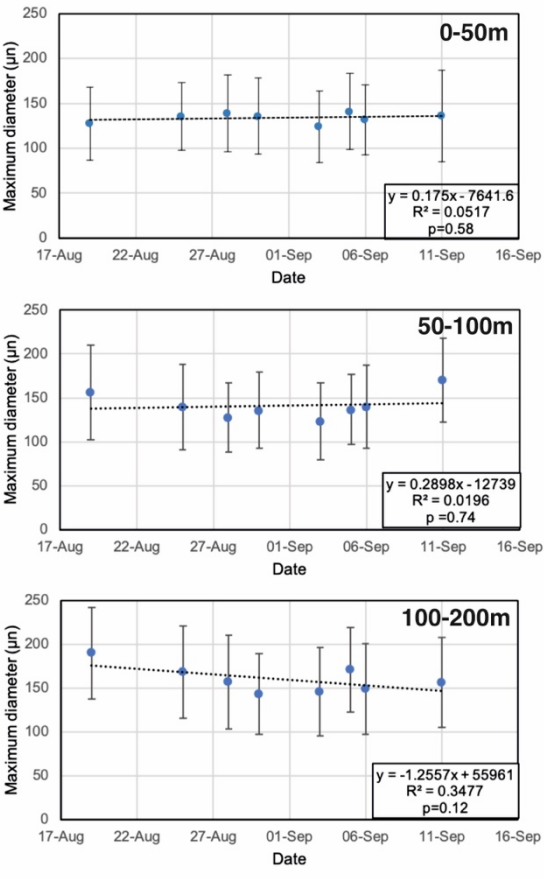 250
0-50m
200
150
100
50
0
Maximum diameter (µn)
y = 0.175x - 7641.6
R² = 0.0517
p=0.58
17-Aug 22-Aug 27-Aug 01-Sep 06-Sep 11-Sep 16-Sep
Date
250
50-100m
200
150
100
50
0
Maximum diameter (µn)
y = 0.2898x - 12739
R² = 0.0196
p =0.74
17-Aug 22-Aug 27-Aug 01-Sep 06-Sep 11-Sep 16-Sep
Date
250
100-200m
200
150
100
50
0
Maximum diameter (µn)
y = -1.2557x + 55961
R² = 0.3477
p=0.12
17-Aug 22-Aug 27-Aug 01-Sep 06-Sep 11-Sep 16-Sep
Date